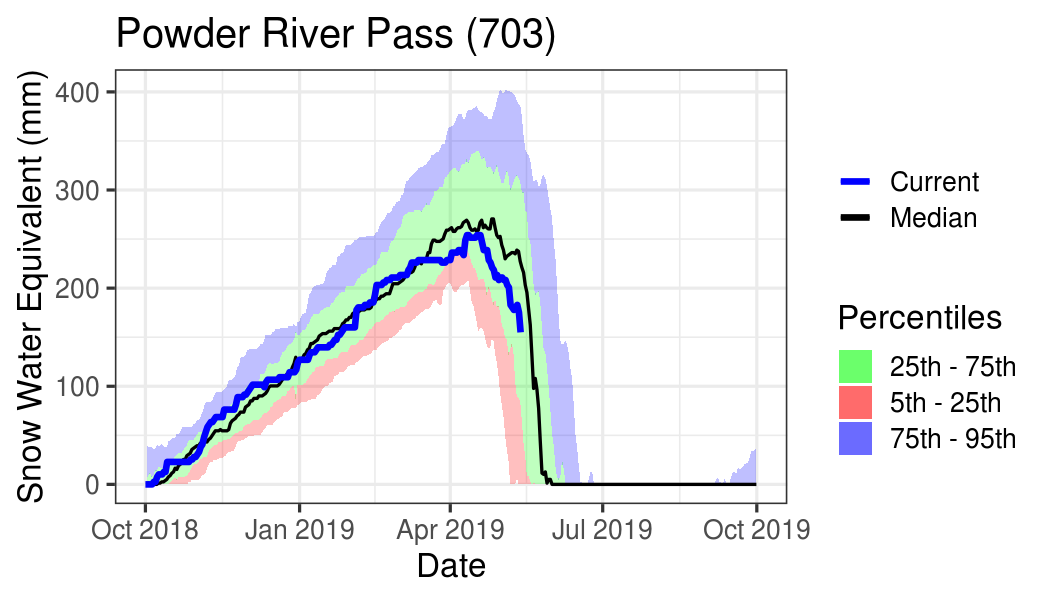 Powder River Pass (703)
Snow Water Equivalent (mm)
400
300
200
100
0
Oct 2018
Jan 2019
Apr 2019
Jul 2019
Oct 2019
Date
Current
Median
Percentiles
25th - 75th
5th - 25th
75th - 95th